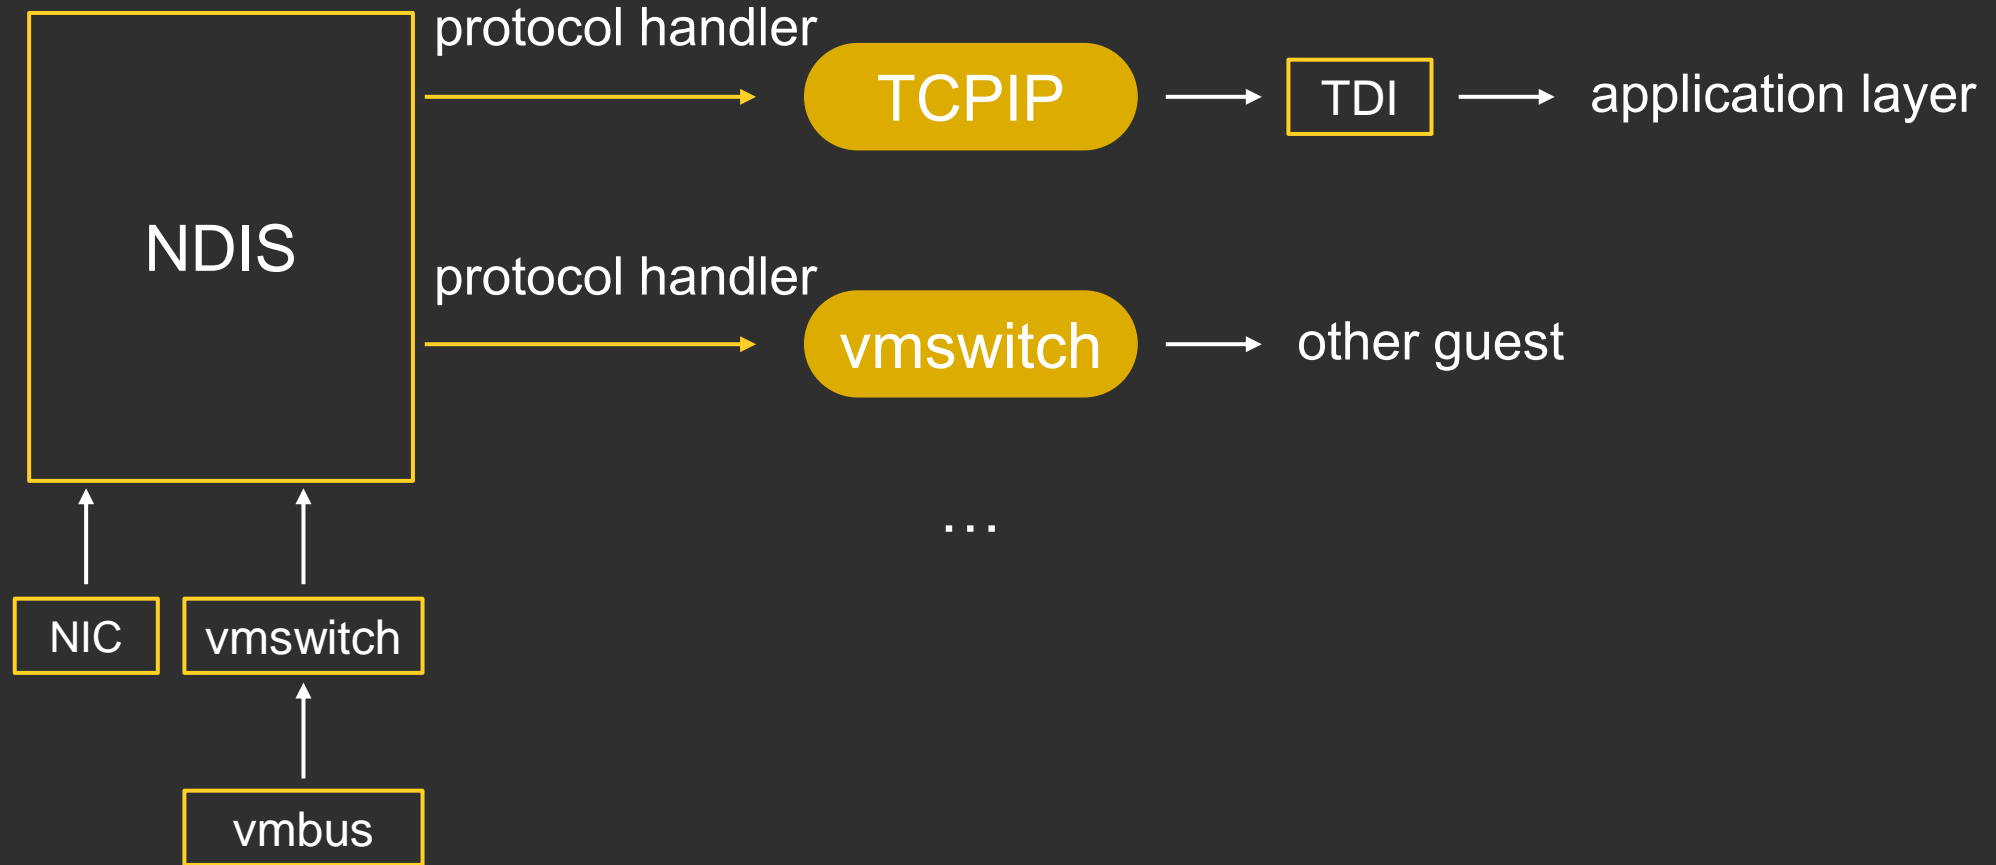 protocol handler
TCPIP
TDI
application layer
NDIS
protocol handler
vmswitch
other guest
…
NIC
vmswitch
vmbus